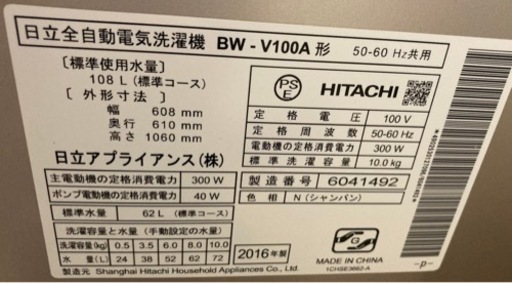 日立全自動電気洗濯機 BW-V100A形 50-60 Hz共用
[標準使用水量]
108 L (標準コース)
[外形寸法]
幅 608 mm
奥行 610 mm
高さ 1060 mm
日立アプライアンス(株)
主電動機の定格消費電力 300 W
ポンプ電動機の定格消費電力 40 W
標準水量 62 L (標準コース)
洗濯容量と水量(手動設定の水量)
洗濯容量(kg) 0.5 3.5 6.0 8.0 10.0
水量(L) 24 38 52 62 72
2016年製
製造元 Shanghai Hitachi Household Appliances Co., Ltd.
PSE
HITACHI
定格電圧 100 V
定格周波数 50-60 Hz
電動機の定格消費電力 300 W
標準洗濯容量 10.0 kg
製造番号 6041492
色相 N (シャンパン)
G
MADE IN CHINA
1CHSE3662-A
-p-